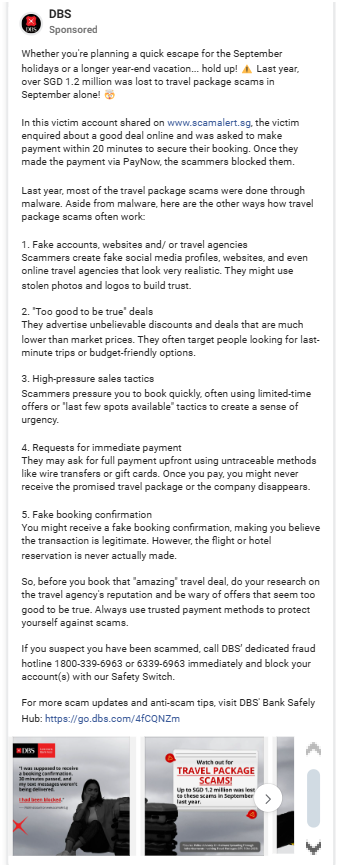 DBS
Sponsored
Whether you're planning a quick escape for the September
holidays or a longer year-end vacation... hold up! ⚠️ Last year,
over SGD 1.2 million was lost to travel package scams in
September alone! 🤯
In this victim account shared on www.scamalert.sg, the victim
enquired about a good deal online and was asked to make
payment within 20 minutes to secure their booking. Once they
made the payment via PayNow, the scammers blocked them.
Last year, most of the travel package scams were done through
malware. Aside from malware, here are the other ways how travel
package scams often work:
1. Fake accounts, websites and/ or travel agencies
Scammers create fake social media profiles, websites, and even
online travel agencies that look very realistic. They might use
stolen photos and logos to build trust.
2. "Too good to be true" deals
They advertise unbelievable discounts and deals that are much
lower than market prices. They often target people looking for last-
minute trips or budget-friendly options.
3. High-pressure sales tactics
Scammers pressure you to book quickly, often using limited-time
offers or "last few spots available" tactics to create a sense of
urgency.
4. Requests for immediate payment
They may ask for full payment upfront using untraceable methods
like wire transfers or gift cards. Once you pay, you might never
receive the promised travel package or the company disappears.
5. Fake booking confirmation
You might receive a fake booking confirmation, making you believe
the transaction is legitimate. However, the flight or hotel
reservation is never actually made.
So, before you book that "amazing" travel deal, do your research on
the travel agency's reputation and be wary of offers that seem too
good to be true. Always use trusted payment methods to protect
yourself against scams.
If you suspect you have been scammed, call DBS' dedicated fraud
hotline 1800-339-6963 or 6339-6963 immediately and block your
account(s) with our Safety Switch.
For more scam updates and anti-scam tips, visit DBS' Bank Safely
Hub: https://go.dbs.com/4fCQNZm
DBS
"I was supposed to receive
a booking confirmation.
30 minutes passed, and
my text messages weren't
being delivered.
I had been blocked."
Watch out for
TRAVEL PACKAGE
SCAMS!
Up to SGD 1.2 million was lost
to these scams in September
last year.